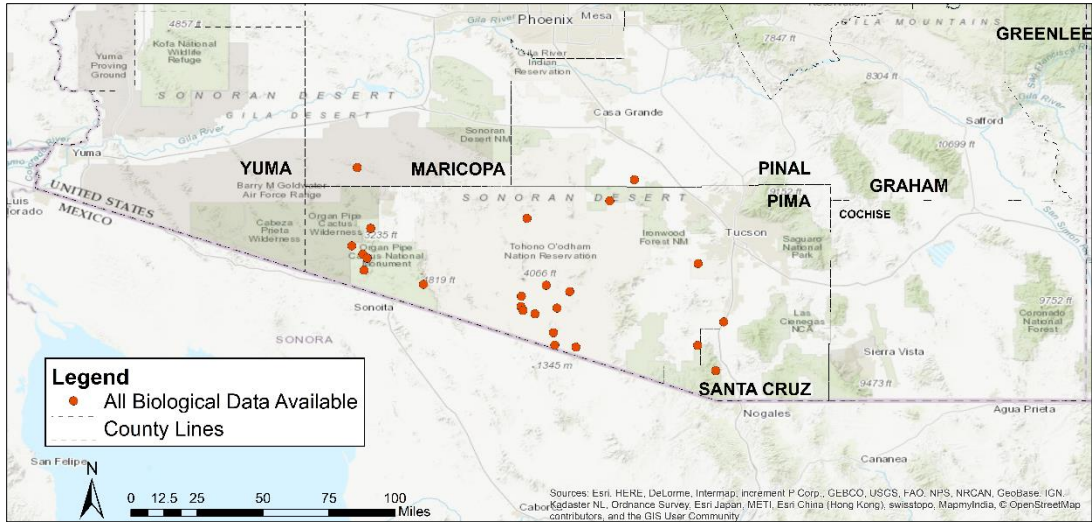 Phoenix
Mesa
4857 ft
Gila River
GILA MOUNTAINS
GREENLEE
Kofa National
Wildlife
Refuge
7847 ft
Yuma
Proving
Ground
Gila River
Indian
Reservation
San Francisco
8304 ft
SONORAN DESERT
GILA DESERT
Casa Grande
Gila River
Safford
Sonoran
Desert NM
10699 ft
Yuma
YUMA
MARICOPA
PINAL
Barry M Goldwater
Air Force Range
GRAHAM
9152 ft
SONORAN DESERT
PIMA
UNITED STATES
MEXICO
Luis
COCHISE
Cabeza
Prieta
Wilderness
Organ Pipe
Cactus
Wilderness
3235 ft
Ironwood
Forest NM
Tucson
Organ Pipe
Cactus National
Monument
Tohono O'odham
Nation Reservation
Saguaro
National
Park
4819 ft
4066 ft
Sonoita
Las
Cienegas
NCA
9752 ft
Coronado
National
Forest
SONORA
1345 m
Sierra Vista
9473 ft
SANTA CRUZ
Nogales
Agua Prieta
Legend
All Biological Data Available
County Lines
San Felipe
Cananea
N
0 12.5 25 50 75 100
Miles
Sources: Esri, HERE, DeLorme, Intermap, increment P Corp., GEBCO, USGS, FAO, NPS, NRCAN, GeoBase, IGN,
Kadaster NL, Ordnance Survey, Esri Japan, METI, Esri China (Hong Kong), swisstopo, MapmyIndia, © OpenStreetMap
contributors, and the GIS User Community